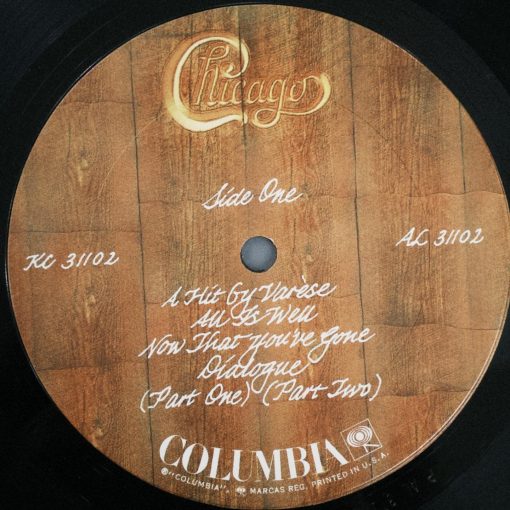 Chicago
Side One
KC 31102
AL 31102
A Hit By Varèse
All Is Well
Now That You've Gone
Dialogue
(Part One) (Part Two)
COLUMBIA
℗"COLUMBIA", MARCAS REG. PRINTED IN U.S.A.